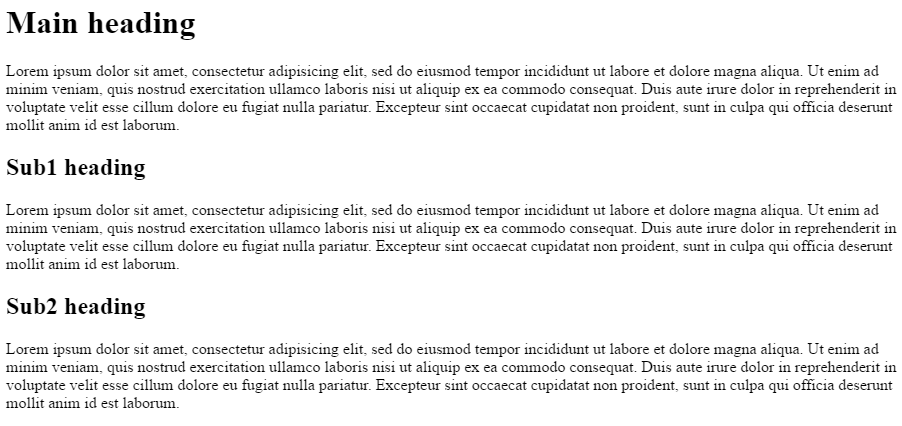 Main heading
Lorem ipsum dolor sit amet, consectetur adipisicing elit, sed do eiusmod tempor incididunt ut labore et dolore magna aliqua. Ut enim ad
minim veniam, quis nostrud exercitation ullamco laboris nisi ut aliquip ex ea commodo consequat. Duis aute irure dolor in reprehenderit in
voluptate velit esse cillum dolore eu fugiat nulla pariatur. Excepteur sint occaecat cupidatat non proident, sunt in culpa qui officia deserunt
mollit anim id est laborum.
Sub1 heading
Lorem ipsum dolor sit amet, consectetur adipisicing elit, sed do eiusmod tempor incididunt ut labore et dolore magna aliqua. Ut enim ad
minim veniam, quis nostrud exercitation ullamco laboris nisi ut aliquip ex ea commodo consequat. Duis aute irure dolor in reprehenderit in
voluptate velit esse cillum dolore eu fugiat nulla pariatur. Excepteur sint occaecat cupidatat non proident, sunt in culpa qui officia deserunt
mollit anim id est laborum.
Sub2 heading
Lorem ipsum dolor sit amet, consectetur adipisicing elit, sed do eiusmod tempor incididunt ut labore et dolore magna aliqua. Ut enim ad
minim veniam, quis nostrud exercitation ullamco laboris nisi ut aliquip ex ea commodo consequat. Duis aute irure dolor in reprehenderit in
voluptate velit esse cillum dolore eu fugiat nulla pariatur. Excepteur sint occaecat cupidatat non proident, sunt in culpa qui officia deserunt
mollit anim id est laborum.